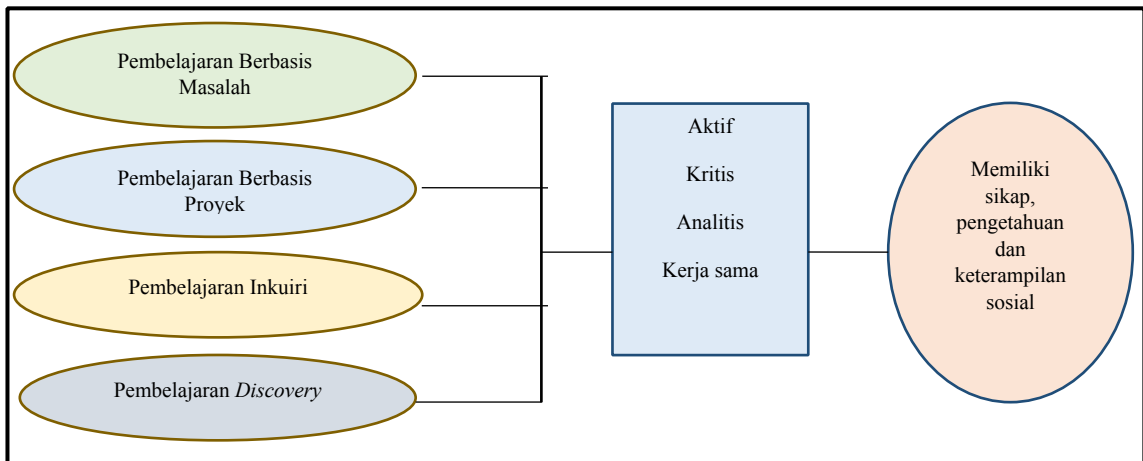 Pembelajaran Berbasis
Masalah
Pembelajaran Berbasis
Proyek
Pembelajaran Inkuiri
Pembelajaran Discovery
Aktif
Kritis
Analitis
Kerja sama
Memiliki
sikap,
pengetahuan
dan
keterampilan
sosial